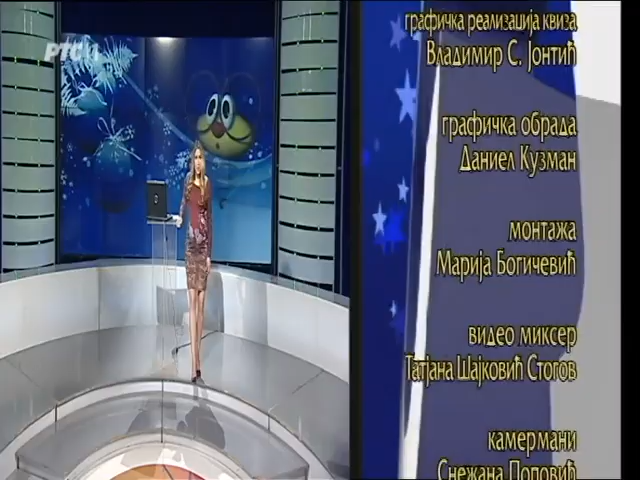 РТС 1
графичка реализација квиза
Владимир С. Јонтић
графичка обрада
Даниел Кузман
монтажа
Марија Богичевић
видео миксер
Татјана Шајковић Стогов
камермани
Снежана Поповић